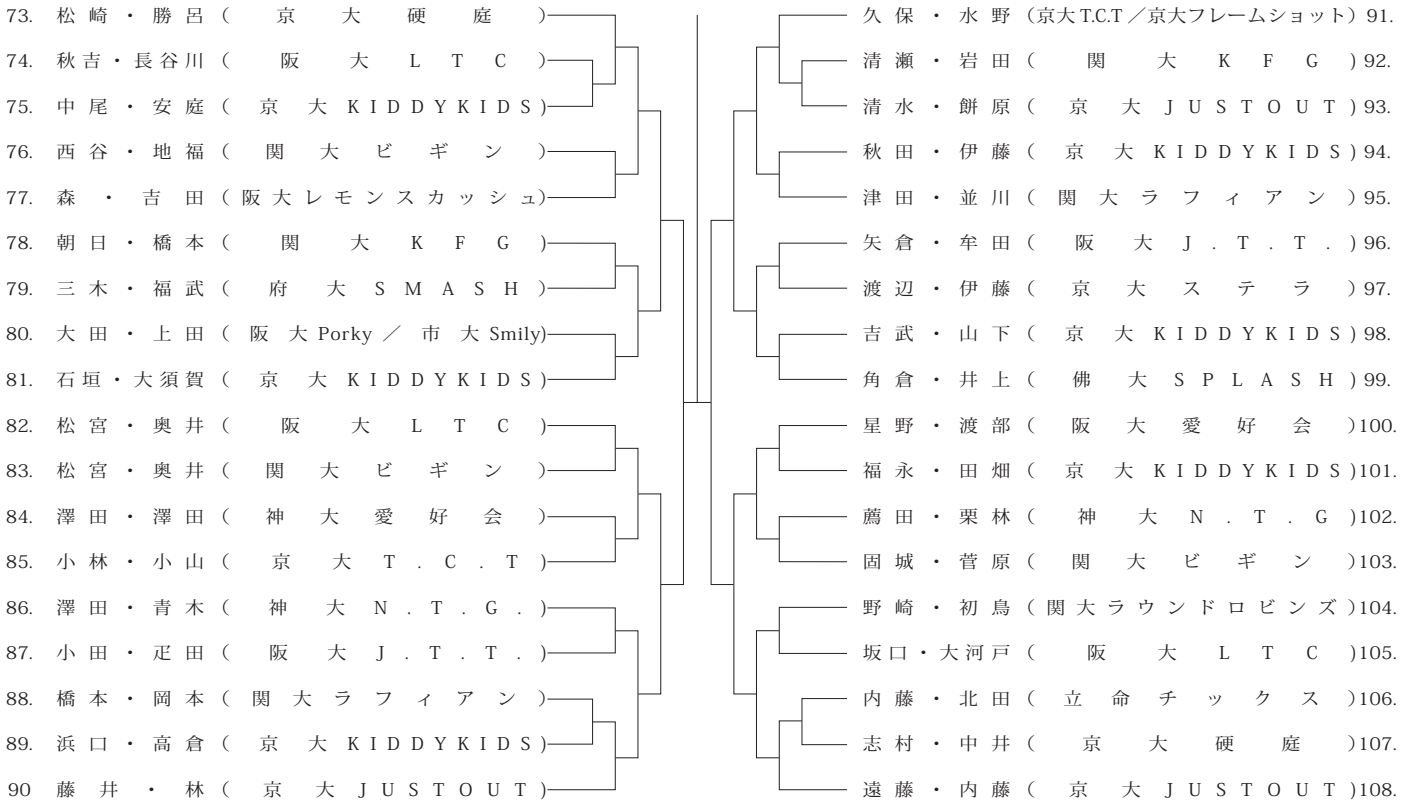 73. 松崎・勝呂(京大硬庭)
74. 秋吉・長谷川(阪大LTC)
75. 中尾・安庭(京大KIDDYKIDS)
76. 西谷・地福(関大ビギン)
77. 森・吉田(阪大レモンスカッシュ)
78. 朝日・橋本(関大KFG)
79. 三木・福武(府大SMASH)
80. 大田・上田(阪大Porky／市大Smily)
81. 石垣・大須賀(京大KIDDYKIDS)
82. 松宮・奥井(阪大LTC)
83. 松宮・奥井(関大ビギン)
84. 澤田・澤田(神大愛好会)
85. 小林・小山(京大T.C.T)
86. 澤田・青木(神大N.T.G.)
87. 小田・疋田(阪大J.T.T.)
88. 橋本・岡本(関大ラフィアン)
89. 浜口・高倉(京大KIDDYKIDS)
90 藤井・林(京大JUSTOUT)
久保・水野(京大T.C.T／京大フレームショット) 91.
清瀬・岩田(関大KFG) 92.
清水・餅原(京大JUSTOUT) 93.
秋田・伊藤(京大KIDDYKIDS) 94.
津田・並川(関大ラフィアン) 95.
矢倉・牟田(阪大J.T.T.) 96.
渡辺・伊藤(京大ステラ) 97.
吉武・山下(京大KIDDYKIDS) 98.
角倉・井上(佛大SPLASH) 99.
星野・渡部(阪大愛好会)100.
福永・田畑(京大KIDDYKIDS)101.
薦田・栗林(神大N.T.G)102.
固城・菅原(関大ビギン)103.
野崎・初鳥(関大ラウンドロビンズ)104.
坂口・大河戸(阪大LTC)105.
内藤・北田(立命チックス)106.
志村・中井(京大硬庭)107.
遠藤・内藤(京大JUSTOUT)108.